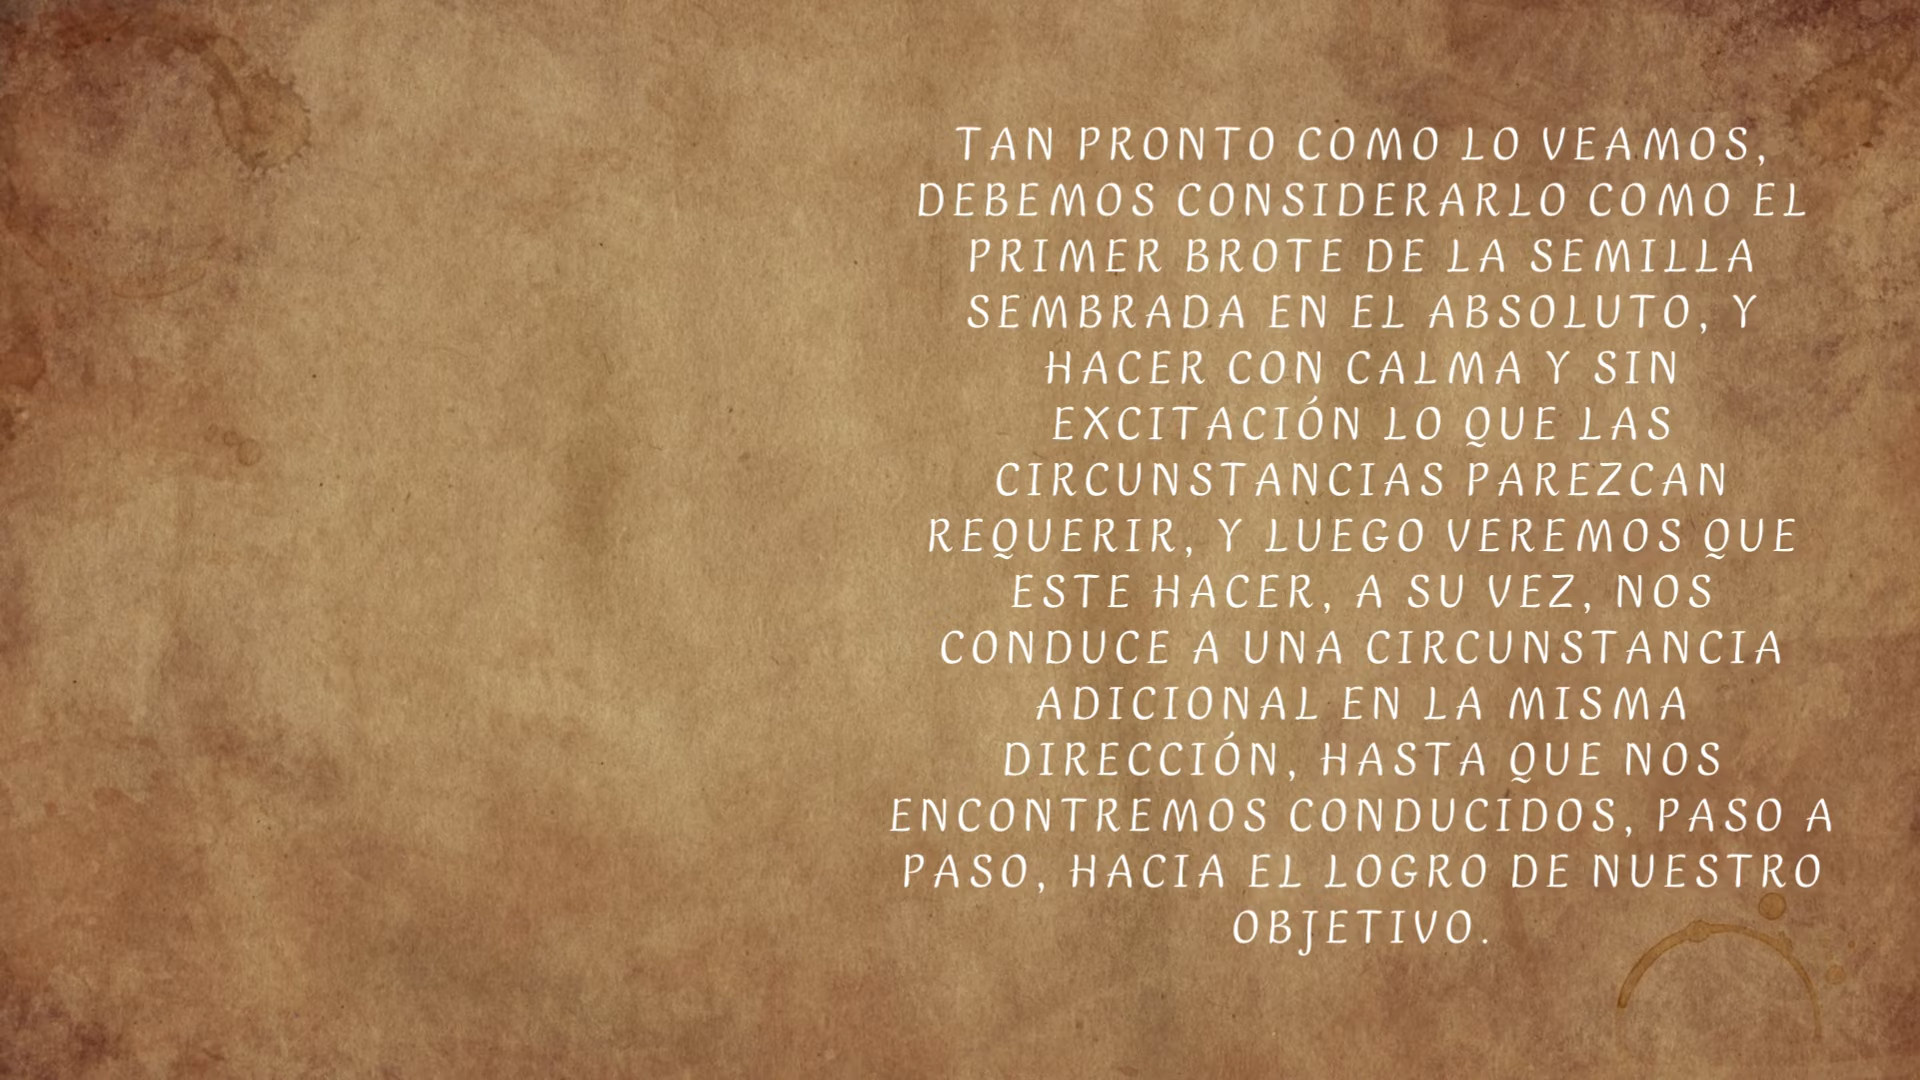 TAN PRONTO COMO LO VEAMOS,
DEBEMOS CONSIDERARLO COMO EL
PRIMER BROTE DE LA SEMILLA
SEMBRADA EN EL ABSOLUTO, Y
HACER CON CALMA Y SIN
EXCITACIÓN LO QUE LAS
CIRCUNSTANCIAS PAREZCAN
REQUERIR, Y LUEGO VEREMOS QUE
ESTE HACER, A SU VEZ, NOS
CONDUCE A UNA CIRCUNSTANCIA
ADICIONAL EN LA MISMA
DIRECCIÓN, HASTA QUE NOS
ENCONTREMOS CONDUCIDOS, PASO A
PASO, HACIA EL LOGRO DE NUESTRO
OBJETIVO.